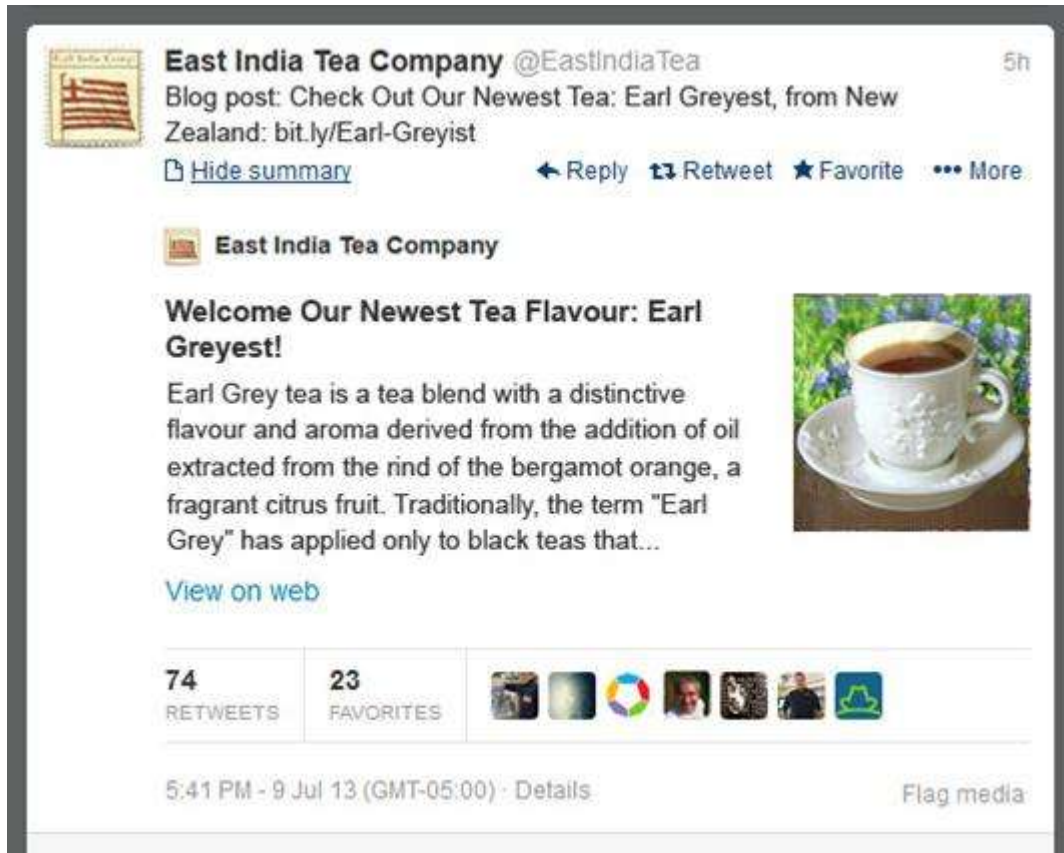 East India Tea Company @EastIndiaTea 5h
Blog post: Check Out Our Newest Tea: Earl Greyest, from New
Zealand: bit.ly/Earl-Greyist
Hide summary Reply Retweet Favorite More
East India Tea Company
Welcome Our Newest Tea Flavour: Earl
Greyest!
Earl Grey tea is a tea blend with a distinctive
flavour and aroma derived from the addition of oil
extracted from the rind of the bergamot orange, a
fragrant citrus fruit. Traditionally, the term "Earl
Grey" has applied only to black teas that...
View on web
74 23
RETWEETS FAVORITES
5:41 PM - 9 Jul 13 (GMT-05:00) · Details Flag media